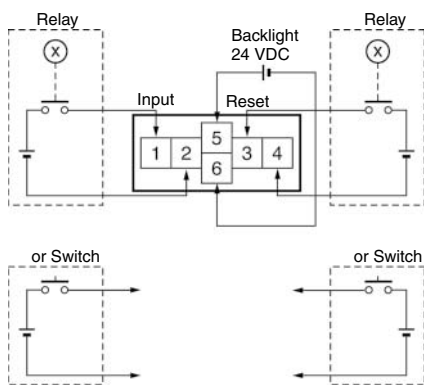 Relay
Relay
Backlight
24 VDC
X
X
Input
Reset
5
1 2 3 4
6
or Switch
or Switch